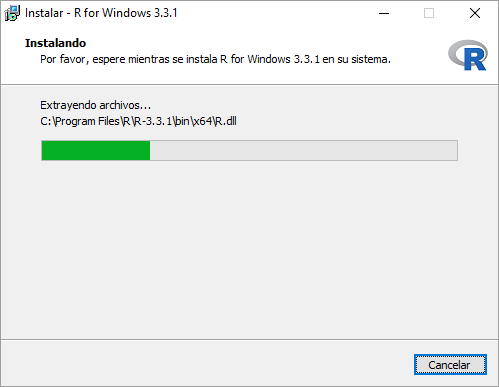 Instalar - R for Windows 3.3.1
Instalando
Por favor, espere mientras se instala R for Windows 3.3.1 en su sistema.
R
Extrayendo archivos...
C:\Program Files\R\R-3.3.1\bin\x64\R.dll
Cancelar